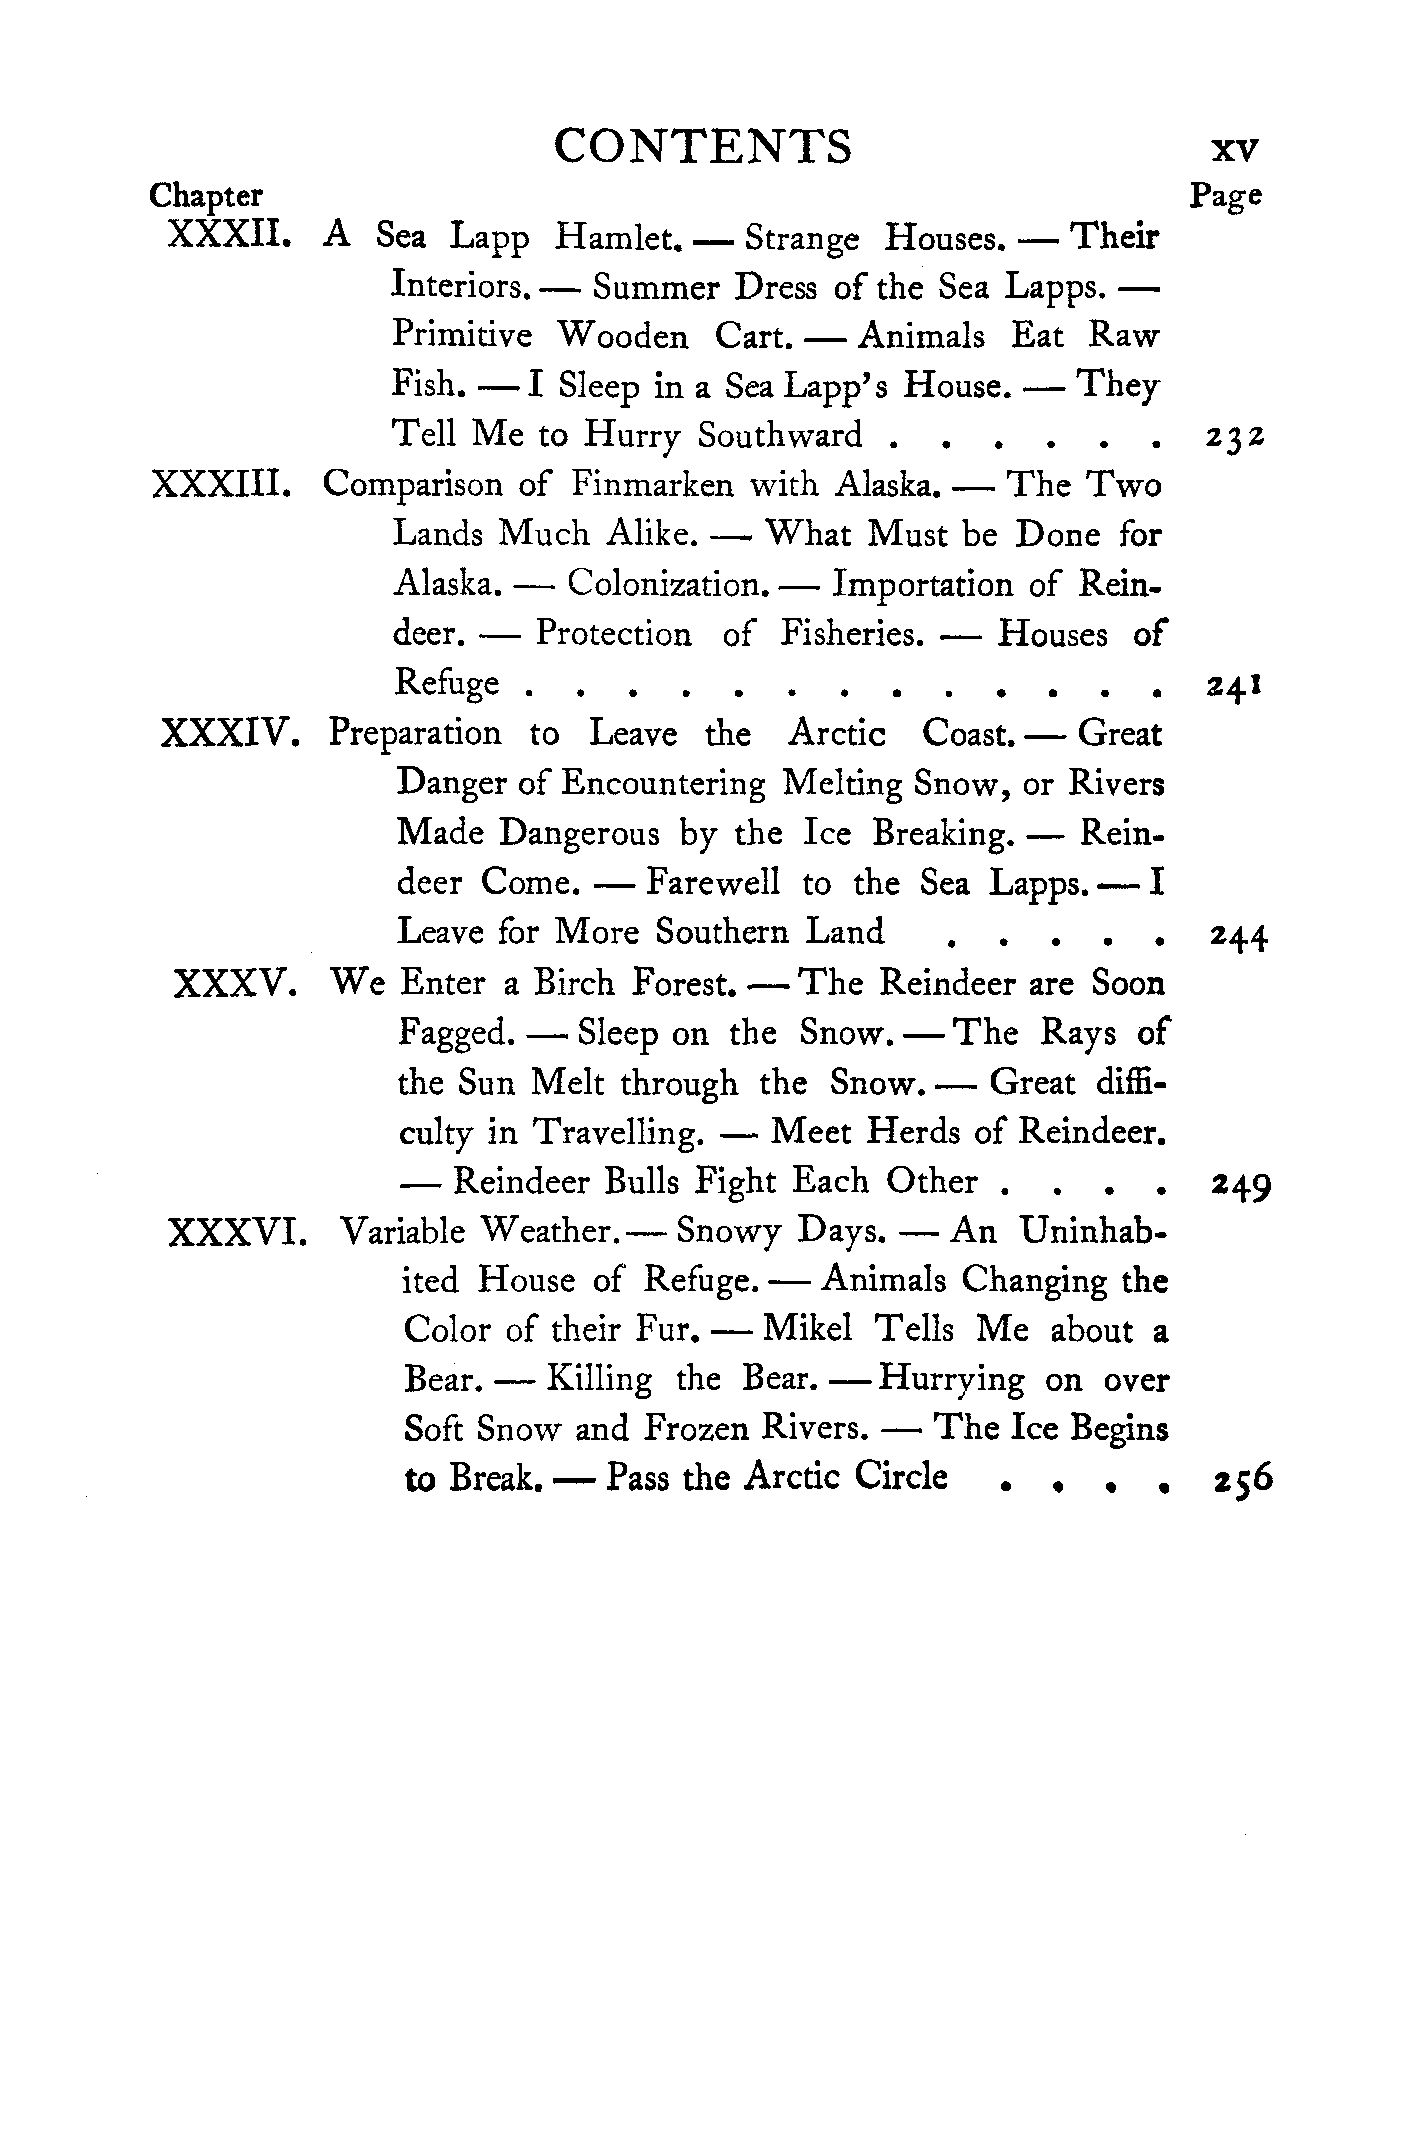 CONTENTS xv
Chapter Page
XXXII. A Sea Lapp Hamlet. — Strange Houses. — Their
Interiors. — Summer Dress of the Sea Lapps. —
Primitive Wooden Cart. — Animals Eat Raw
Fish. — I Sleep in a Sea Lapp's House. — They
Tell Me to Hurry Southward . . . . . . 232
XXXIII. Comparison of Finmarken with Alaska. — The Two
Lands Much Alike. — What Must be Done for
Alaska. — Colonization. — Importation of Rein-
deer. — Protection of Fisheries. — Houses of
Refuge . . . . . . . . . . . . . 241
XXXIV. Preparation to Leave the Arctic Coast. — Great
Danger of Encountering Melting Snow, or Rivers
Made Dangerous by the Ice Breaking. — Rein-
deer Come. — Farewell to the Sea Lapps. — I
Leave for More Southern Land . . . . . 244
XXXV. We Enter a Birch Forest. — The Reindeer are Soon
Fagged. — Sleep on the Snow. — The Rays of
the Sun Melt through the Snow. — Great diffi-
culty in Travelling. — Meet Herds of Reindeer.
— Reindeer Bulls Fight Each Other . . . . 249
XXXVI. Variable Weather. — Snowy Days. — An Uninhab-
ited House of Refuge. — Animals Changing the
Color of their Fur. — Mikel Tells Me about a
Bear. — Killing the Bear. — Hurrying on over
Soft Snow and Frozen Rivers. — The Ice Begins
to Break. — Pass the Arctic Circle . . . . 256